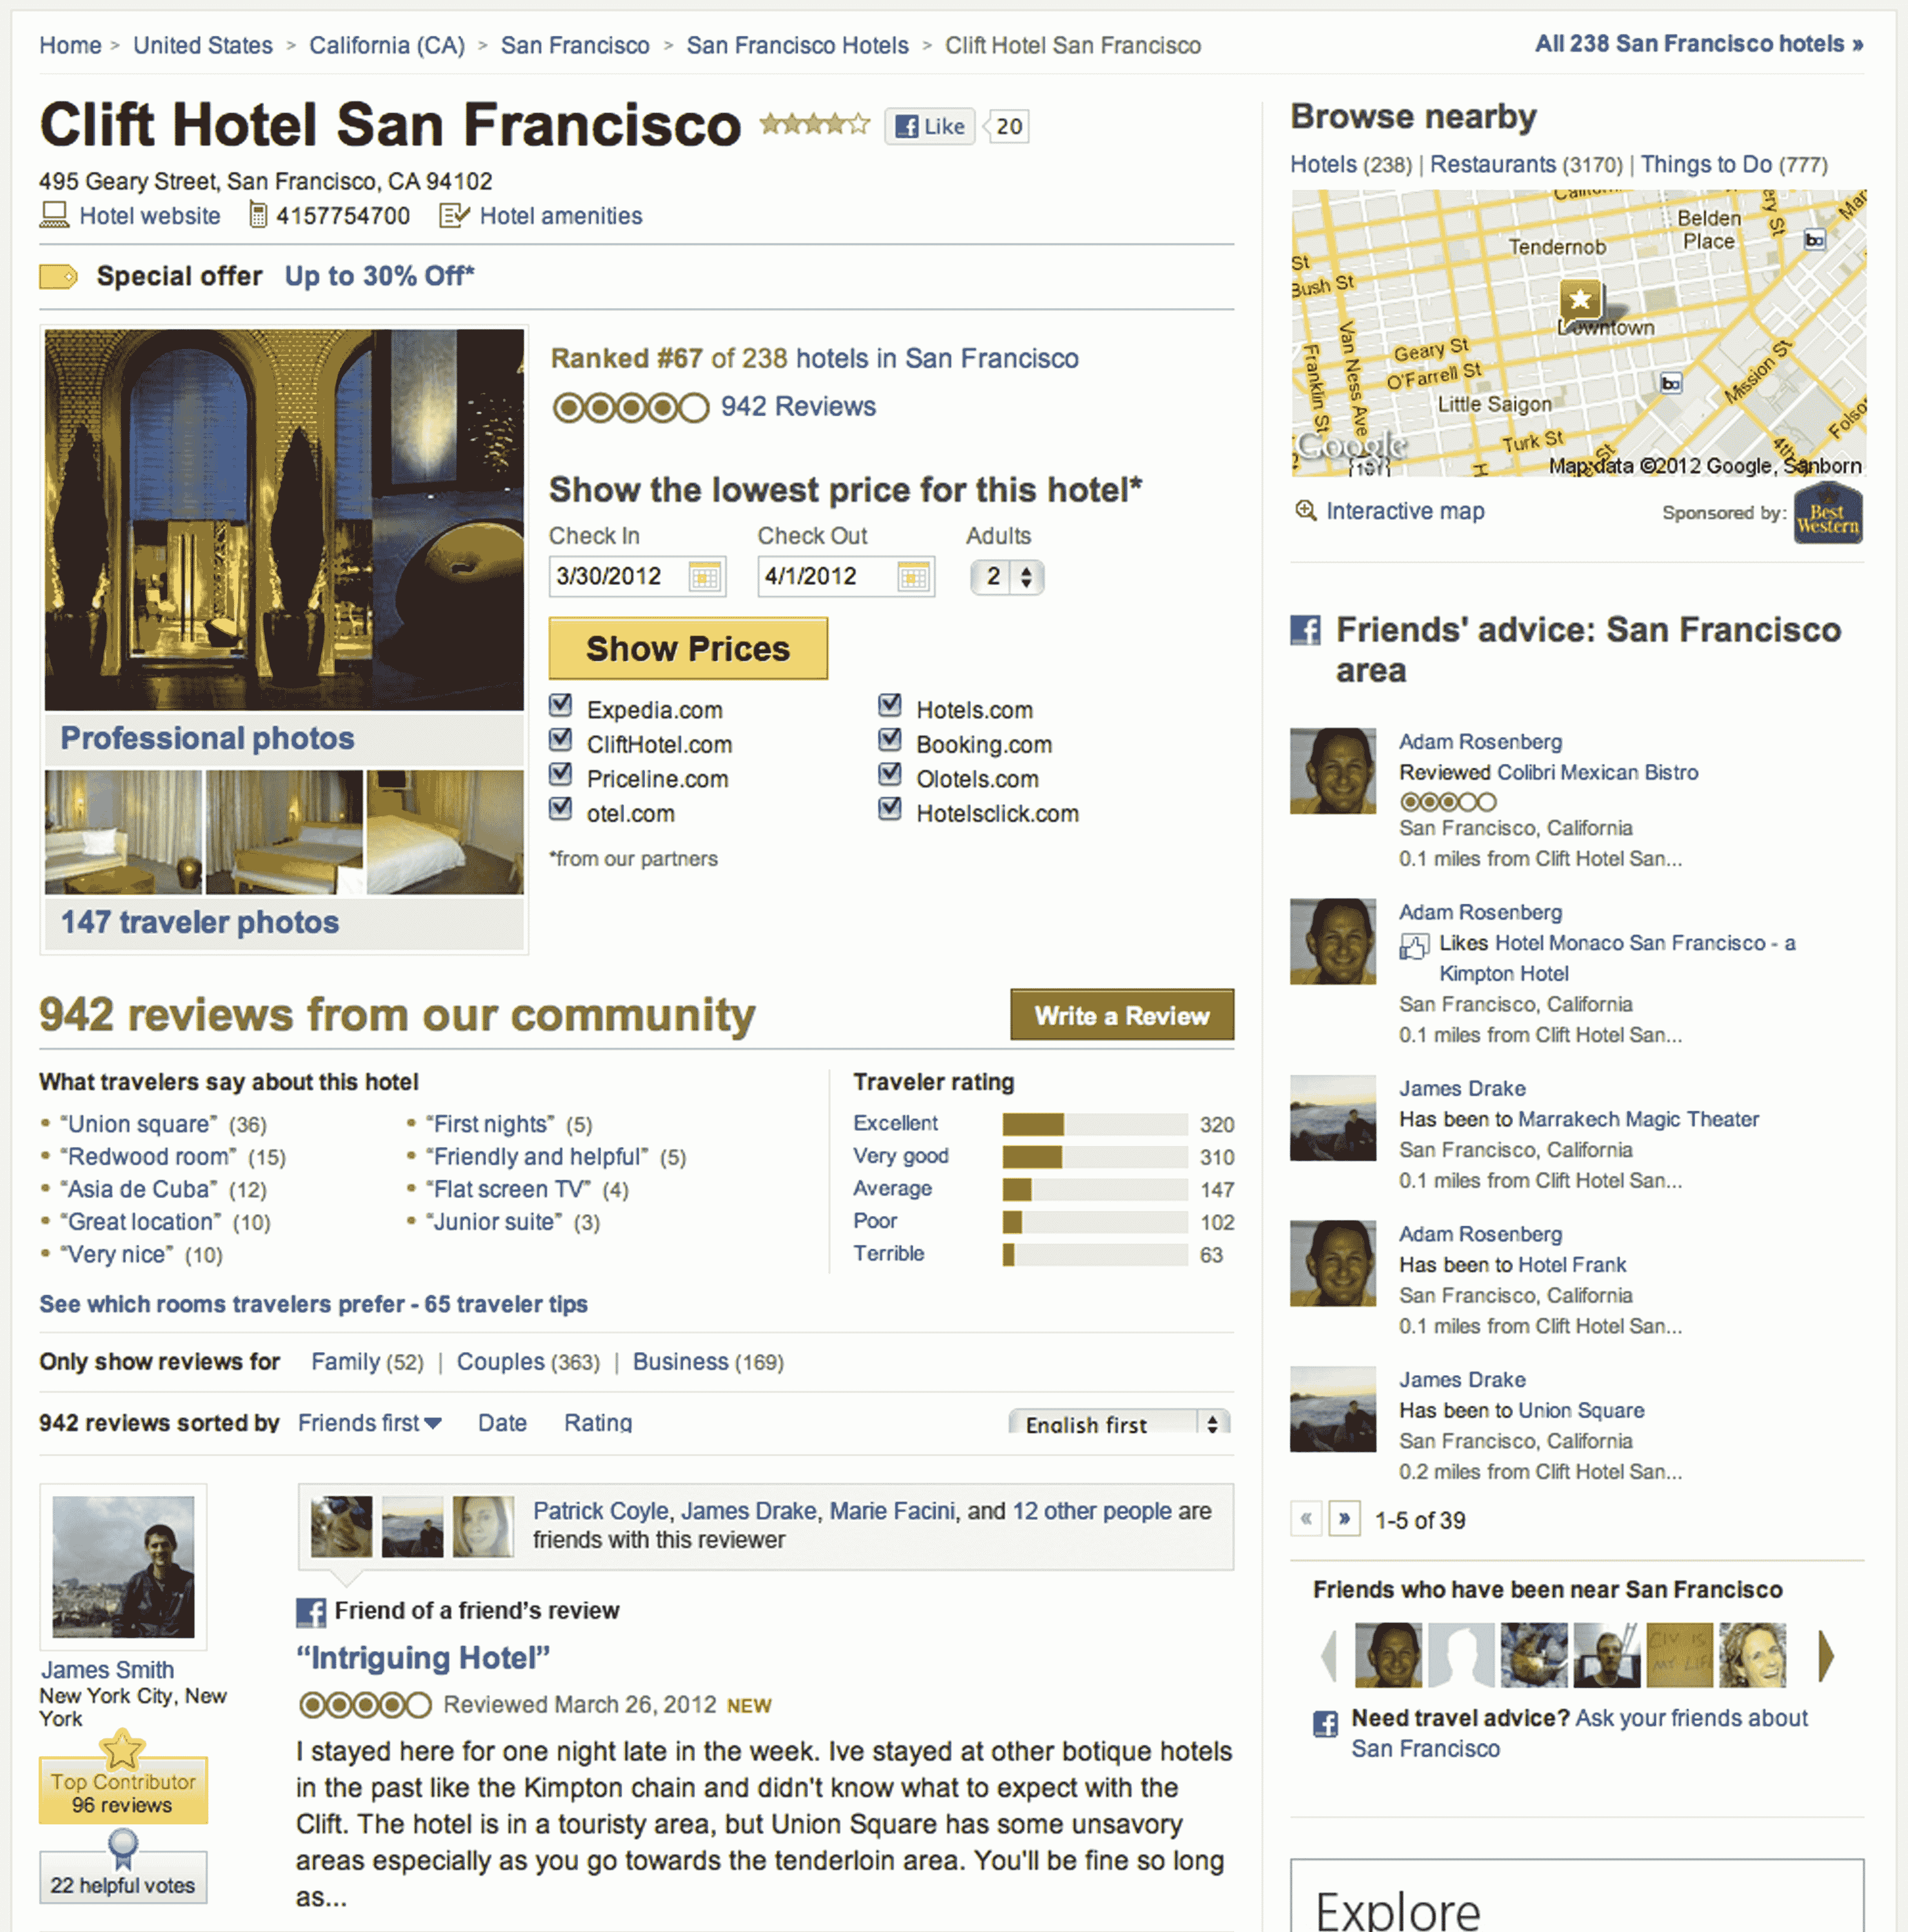 Home > United States > California (CA) > San Francisco > San Francisco Hotels > Clift Hotel San Francisco
All 238 San Francisco hotels »
Clift Hotel San Francisco
Like 20
495 Geary Street, San Francisco, CA 94102
Hotel website 4157754700 Hotel amenities
Special offer Up to 30% Off*
Professional photos
147 traveler photos
Ranked #67 of 238 hotels in San Francisco
942 Reviews
Show the lowest price for this hotel*
Check In Check Out Adults
3/30/2012 4/1/2012 2
Show Prices
Expedia.com Hotels.com
CliftHotel.com Booking.com
Priceline.com Olotels.com
otel.com Hotelsclick.com
*from our partners
942 reviews from our community
Write a Review
What travelers say about this hotel
• “Union square” (36)
• “Redwood room” (15)
• “Asia de Cuba” (12)
• “Great location” (10)
• “Very nice” (10)
• “First nights” (5)
• “Friendly and helpful” (5)
• “Flat screen TV” (4)
• “Junior suite” (3)
Traveler rating
Excellent 320
Very good 310
Average 147
Poor 102
Terrible 63
See which rooms travelers prefer - 65 traveler tips
Only show reviews for Family (52) | Couples (363) | Business (169)
942 reviews sorted by Friends first Date Rating English first
James Smith
New York City, New
York
Top Contributor
96 reviews
22 helpful votes
Patrick Coyle, James Drake, Marie Facini, and 12 other people are
friends with this reviewer
Friend of a friend's review
“Intriguing Hotel”
Reviewed March 26, 2012 NEW
I stayed here for one night late in the week. Ive stayed at other botique hotels
in the past like the Kimpton chain and didn't know what to expect with the
Clift. The hotel is in a touristy area, but Union Square has some unsavory
areas especially as you go towards the tenderloin area. You'll be fine so long
as...
Browse nearby
Hotels (238) | Restaurants (3170) | Things to Do (777)
Belden
Place
Tendernob
St
Bush St
Downtown
Van Ness Ave
Franklin St
Geary St
O'Farrell St
Mission St
Little Saigon
Turk St
4th
Google
Map data ©2012 Google, Sanborn
Interactive map
Sponsored by: Best
Western
Friends' advice: San Francisco
area
Adam Rosenberg
Reviewed Colibri Mexican Bistro
San Francisco, California
0.1 miles from Clift Hotel San...
Adam Rosenberg
Likes Hotel Monaco San Francisco - a
Kimpton Hotel
San Francisco, California
0.1 miles from Clift Hotel San...
James Drake
Has been to Marrakech Magic Theater
San Francisco, California
0.1 miles from Clift Hotel San...
Adam Rosenberg
Has been to Hotel Frank
San Francisco, California
0.1 miles from Clift Hotel San...
James Drake
Has been to Union Square
San Francisco, California
0.2 miles from Clift Hotel San...
« » 1-5 of 39
Friends who have been near San Francisco
CIV IS
MY LIFE
Need travel advice? Ask your friends about
San Francisco
Explore